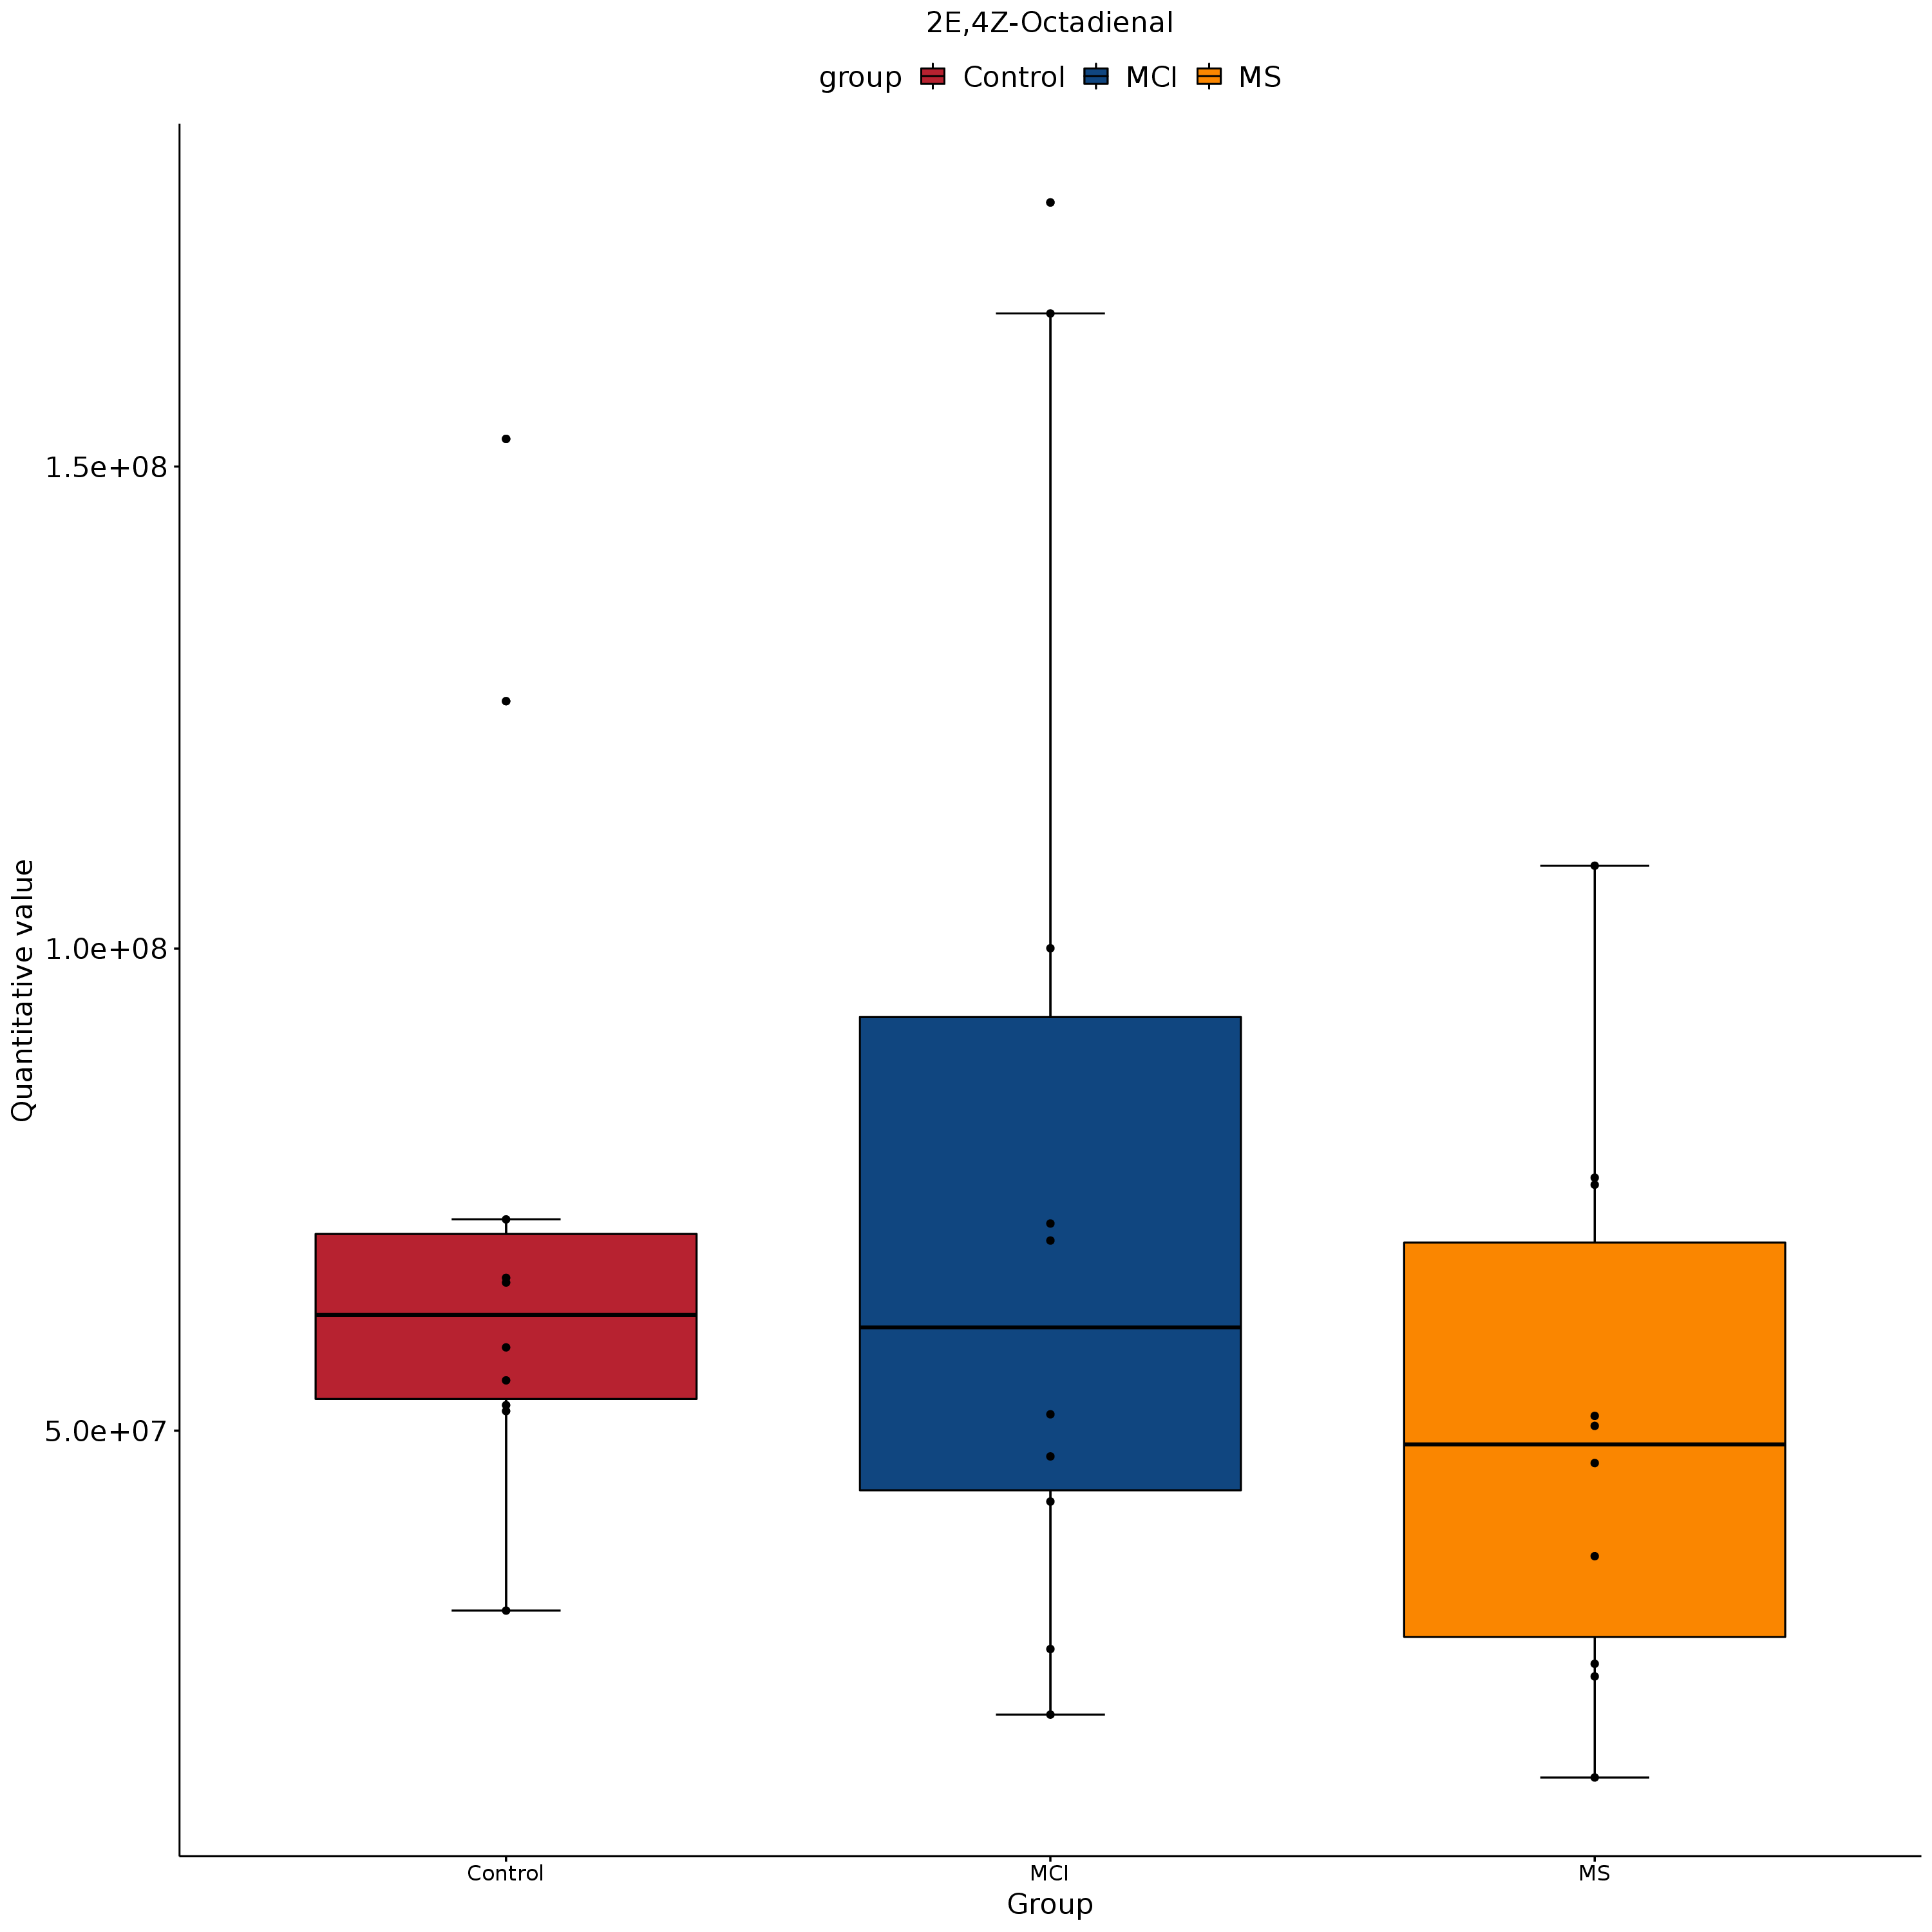 2E,4Z-Octadienal
group Control MCI MS
Quantitative value
1.5e+08
1.0e+08
5.0e+07
Control MCI MS
Group